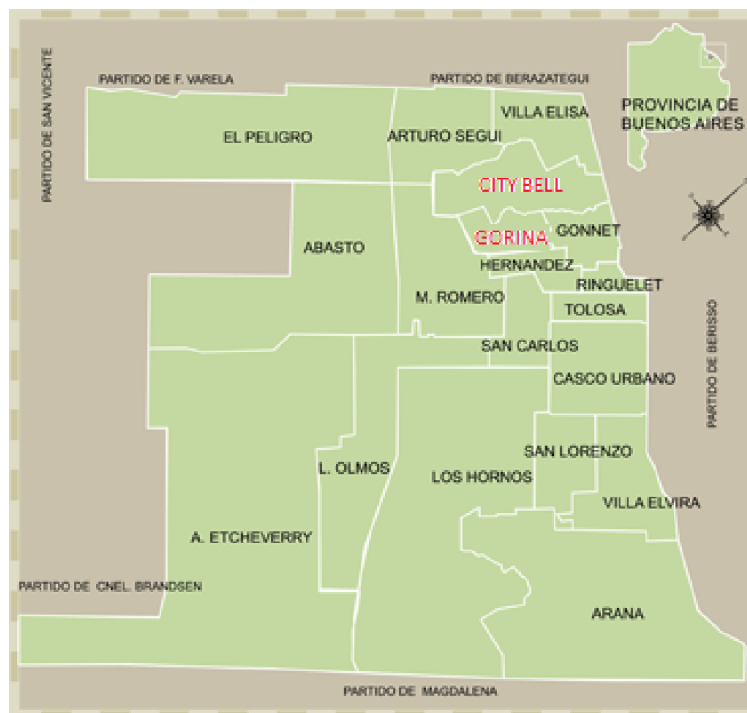 PARTIDO DE SAN VICENTE
PARTIDO DE F. VARELA
PARTIDO DE BERAZATEGUI
PROVINCIA DE
BUENOS AIRES
VILLA ELISA
EL PELIGRO
ARTURO SEGUI
CITY BELL
GONNET
GORINA
ABASTO
HERNANDEZ
RINGUELET
M. ROMERO
TOLOSA
PARTIDO DE BERISSO
SAN CARLOS
CASCO URBANO
SAN LORENZO
L. OLMOS
LOS HORNOS
VILLA ELVIRA
A. ETCHEVERRY
PARTIDO DE CNEL. BRANDSEN
ARANA
PARTIDO DE MAGDALENA